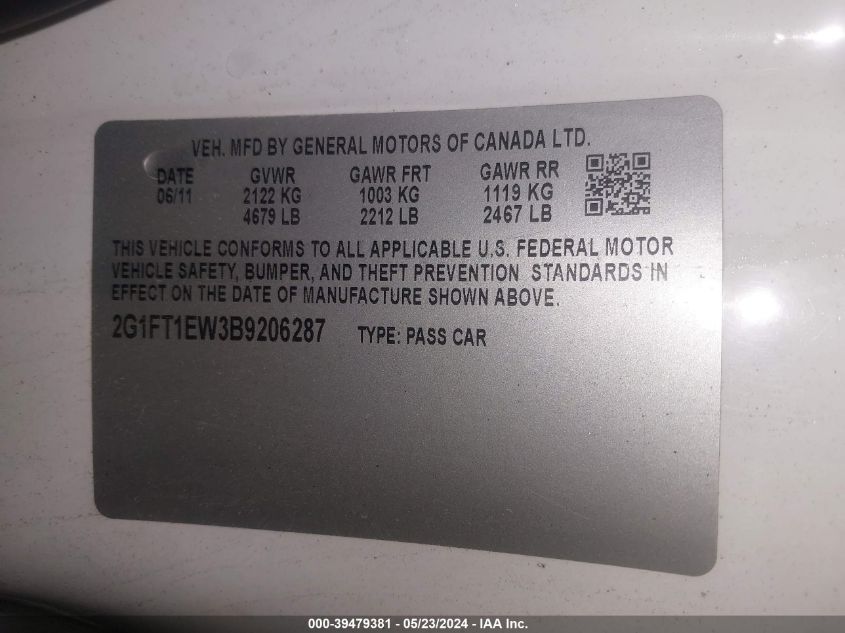 VEH. MFD BY GENERAL MOTORS OF CANADA LTD.
DATE GVWR GAWR FRT GAWR RR
06/11 2122 KG 1003 KG 1119 KG
4679 LB 2212 LB 2467 LB
THIS VEHICLE CONFORMS TO ALL APPLICABLE U.S. FEDERAL MOTOR
VEHICLE SAFETY, BUMPER, AND THEFT PREVENTION STANDARDS IN
EFFECT ON THE DATE OF MANUFACTURE SHOWN ABOVE.
2G1FT1EW3B9206287 TYPE: PASS CAR
000-39479381 - 05/23/2024 - IAA Inc.